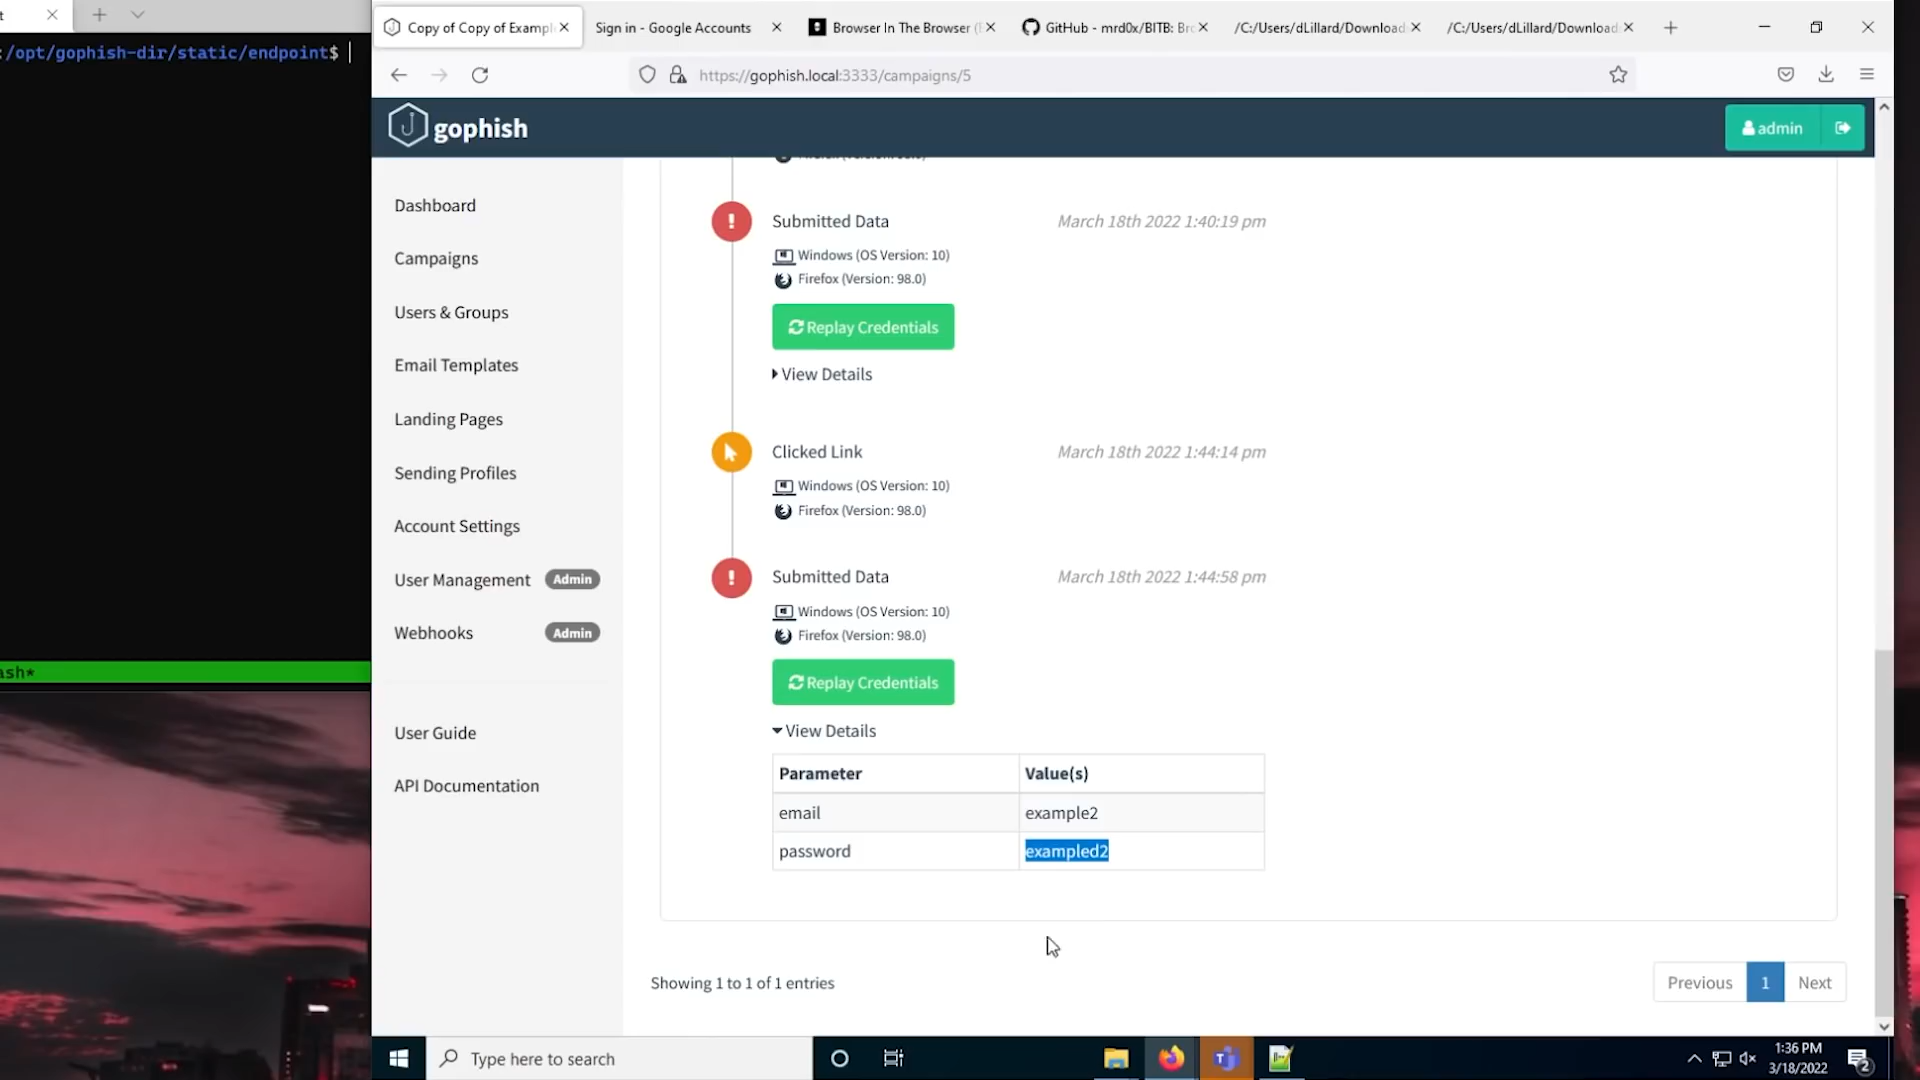 t
:/opt/gophish-dir/static/endpoint$
ash*
Copy of Copy of Exampl
Sign in - Google Accounts
Browser In The Browser (
GitHub - mrd0x/BITB: Br
/C:/Users/dLillard/Download
/C:/Users/dLillard/Download
https://gophish.local:3333/campaigns/5
gophish
admin
Dashboard
Campaigns
Users & Groups
Email Templates
Landing Pages
Sending Profiles
Account Settings
User Management Admin
Webhooks Admin
User Guide
API Documentation
Submitted Data March 18th 2022 1:40:19 pm
Windows (OS Version: 10)
Firefox (Version: 98.0)
Replay Credentials
View Details
Clicked Link March 18th 2022 1:44:14 pm
Windows (OS Version: 10)
Firefox (Version: 98.0)
Submitted Data March 18th 2022 1:44:58 pm
Windows (OS Version: 10)
Firefox (Version: 98.0)
Replay Credentials
View Details
Parameter Value(s)
email example2
password exampled2
Showing 1 to 1 of 1 entries
Previous 1 Next
Type here to search
1:36 PM
3/18/2022
2